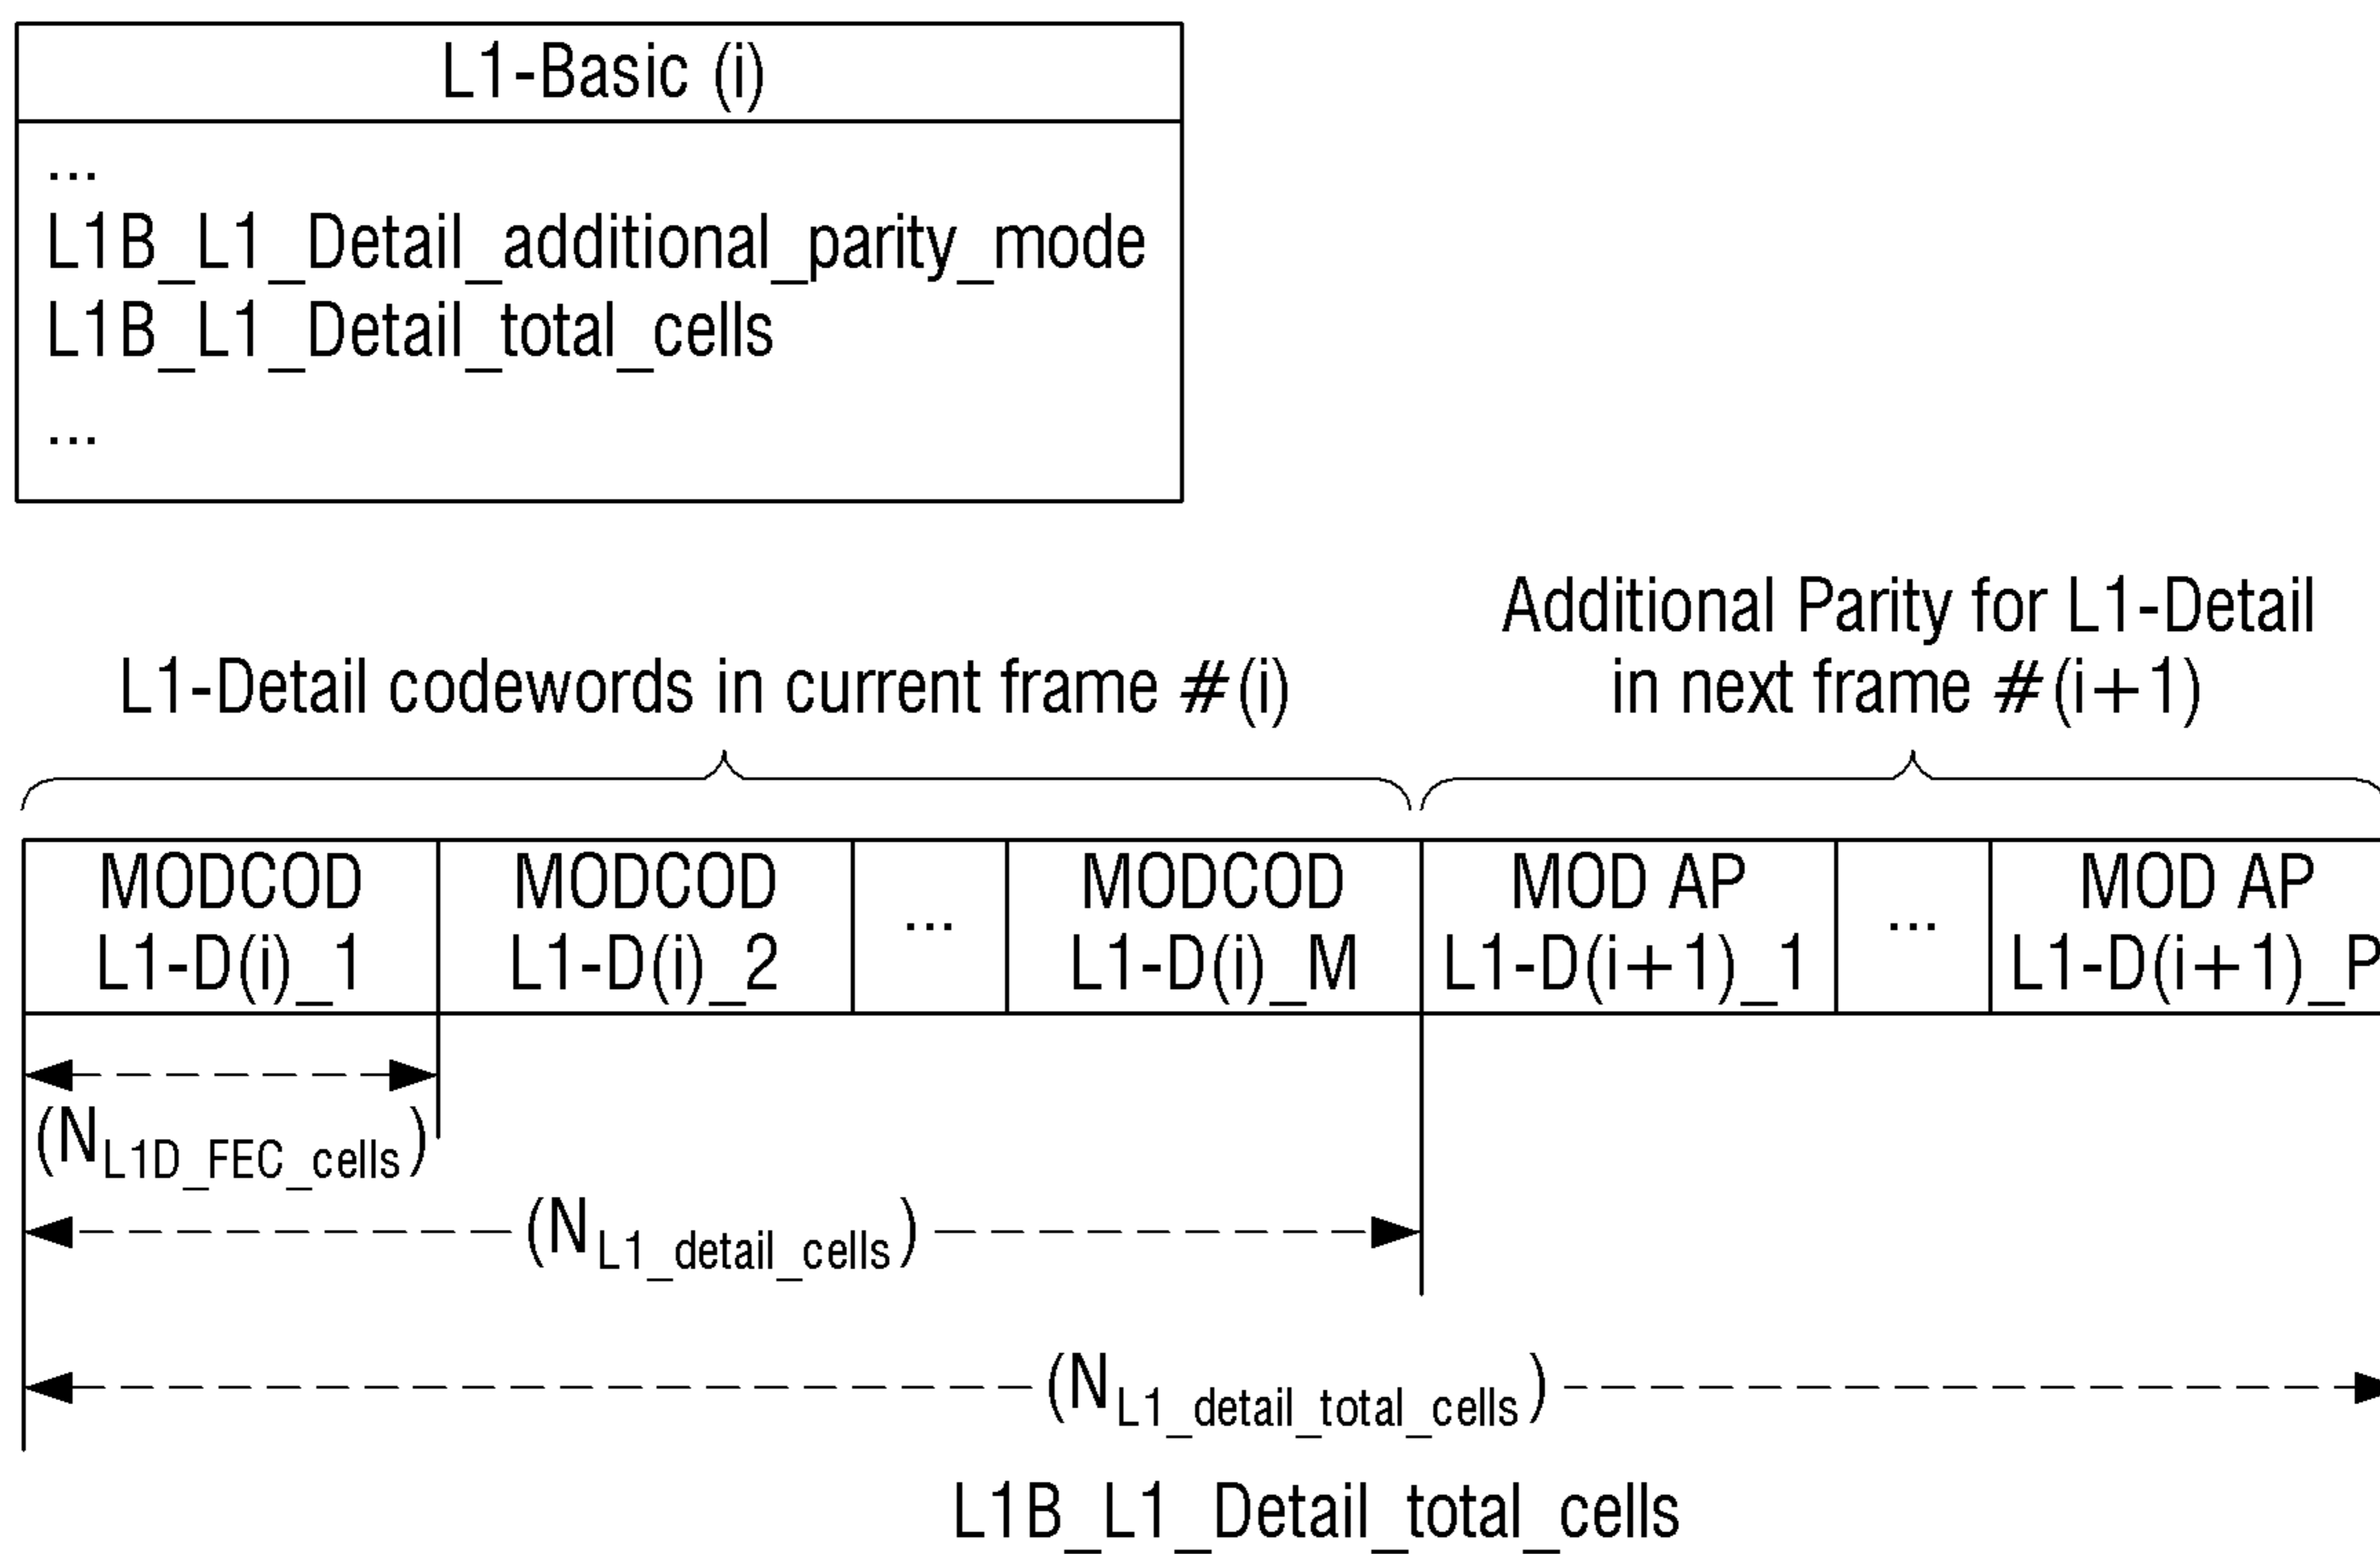 L1-Basic (i)
...
L1B_L1_Detail_additional_parity_mode
L1B_L1_Detail_total_cells
...
Additional Parity for L1-Detail
in next frame #(i+1)
L1-Detail codewords in current frame #(i)
MODCOD
L1-D(i)_1
MODCOD
L1-D(i)_2
...
MODCOD
L1-D(i)_M
MOD AP
L1-D(i+1)_1
...
MOD AP
L1-D(i+1)_P
(NL1D_FEC_cells)
(NL1_detail_cells)
(NL1_detail_total_cells)
L1B_L1_Detail_total_cells